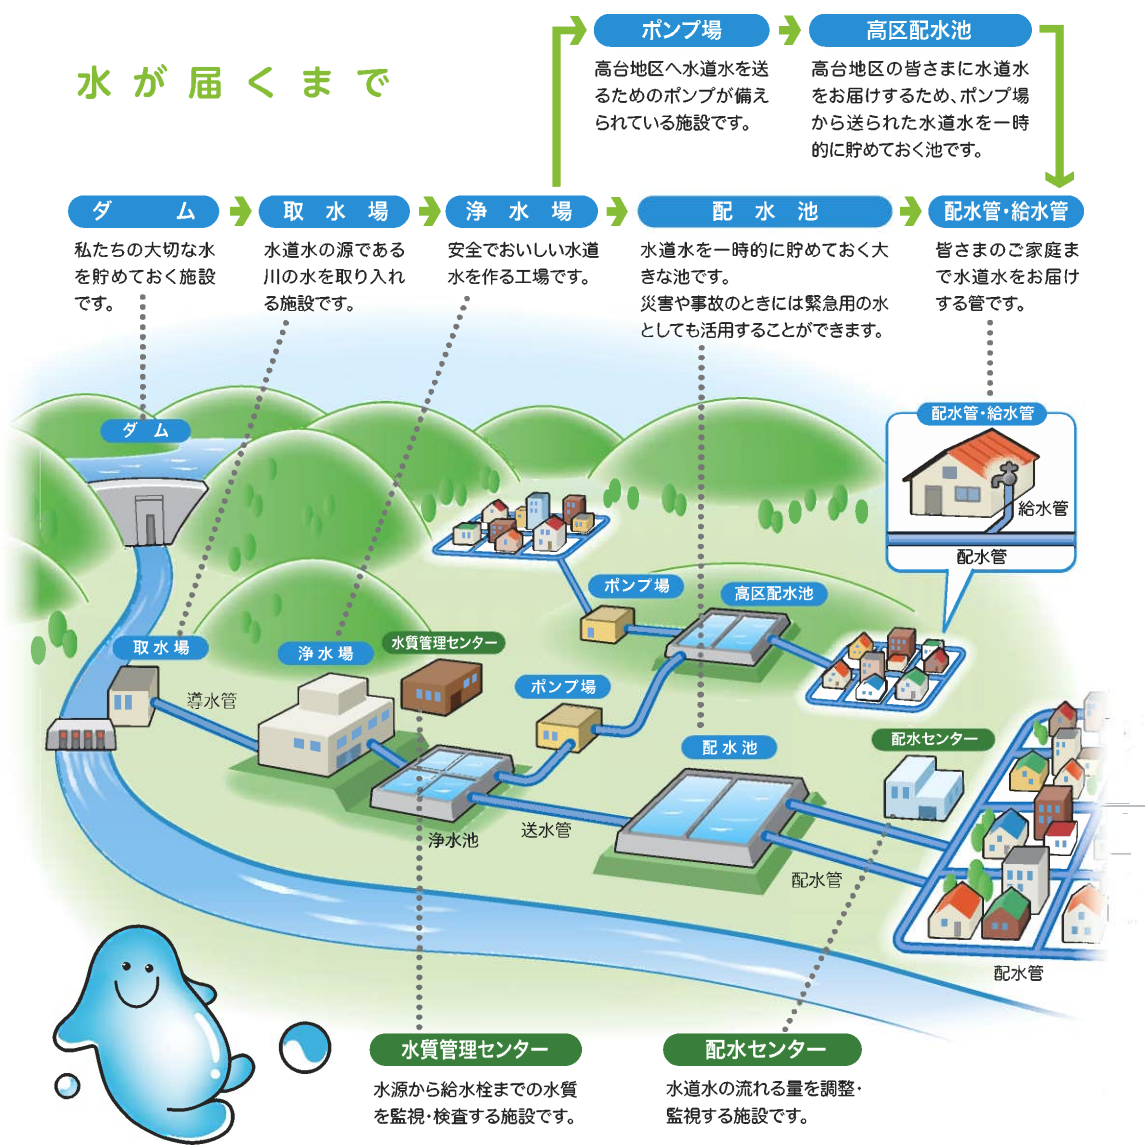 水が届くまで
ポンプ場
高台地区へ水道水を送
るためのポンプが備え
られている施設です。
高区配水池
高台地区の皆さまに水道水
をお届けするため、ポンプ場
から送られた水道水を一時
的に貯めておく池です。
ダム
私たちの大切な水
を貯めておく施設
です。
取水場
水道水の源である
川の水を取り入れ
る施設です。
浄水場
安全でおいしい水道
水を作る工場です。
配水池
水道水を一時的に貯めておく大
きな池です。
災害や事故のときには緊急用の水
としても活用することができます。
配水管・給水管
皆さまのご家庭ま
で水道水をお届け
する管です。
ダム
配水管・給水管
給水管
配水管
ポンプ場
高区配水池
取水場
浄水場
水質管理センター
導水管
ポンプ場
配水池
配水センター
浄水池
送水管
配水管
配水管
水質管理センター
水源から給水栓までの水質
を監視・検査する施設です。
配水センター
水道水の流れる量を調整・
監視する施設です。